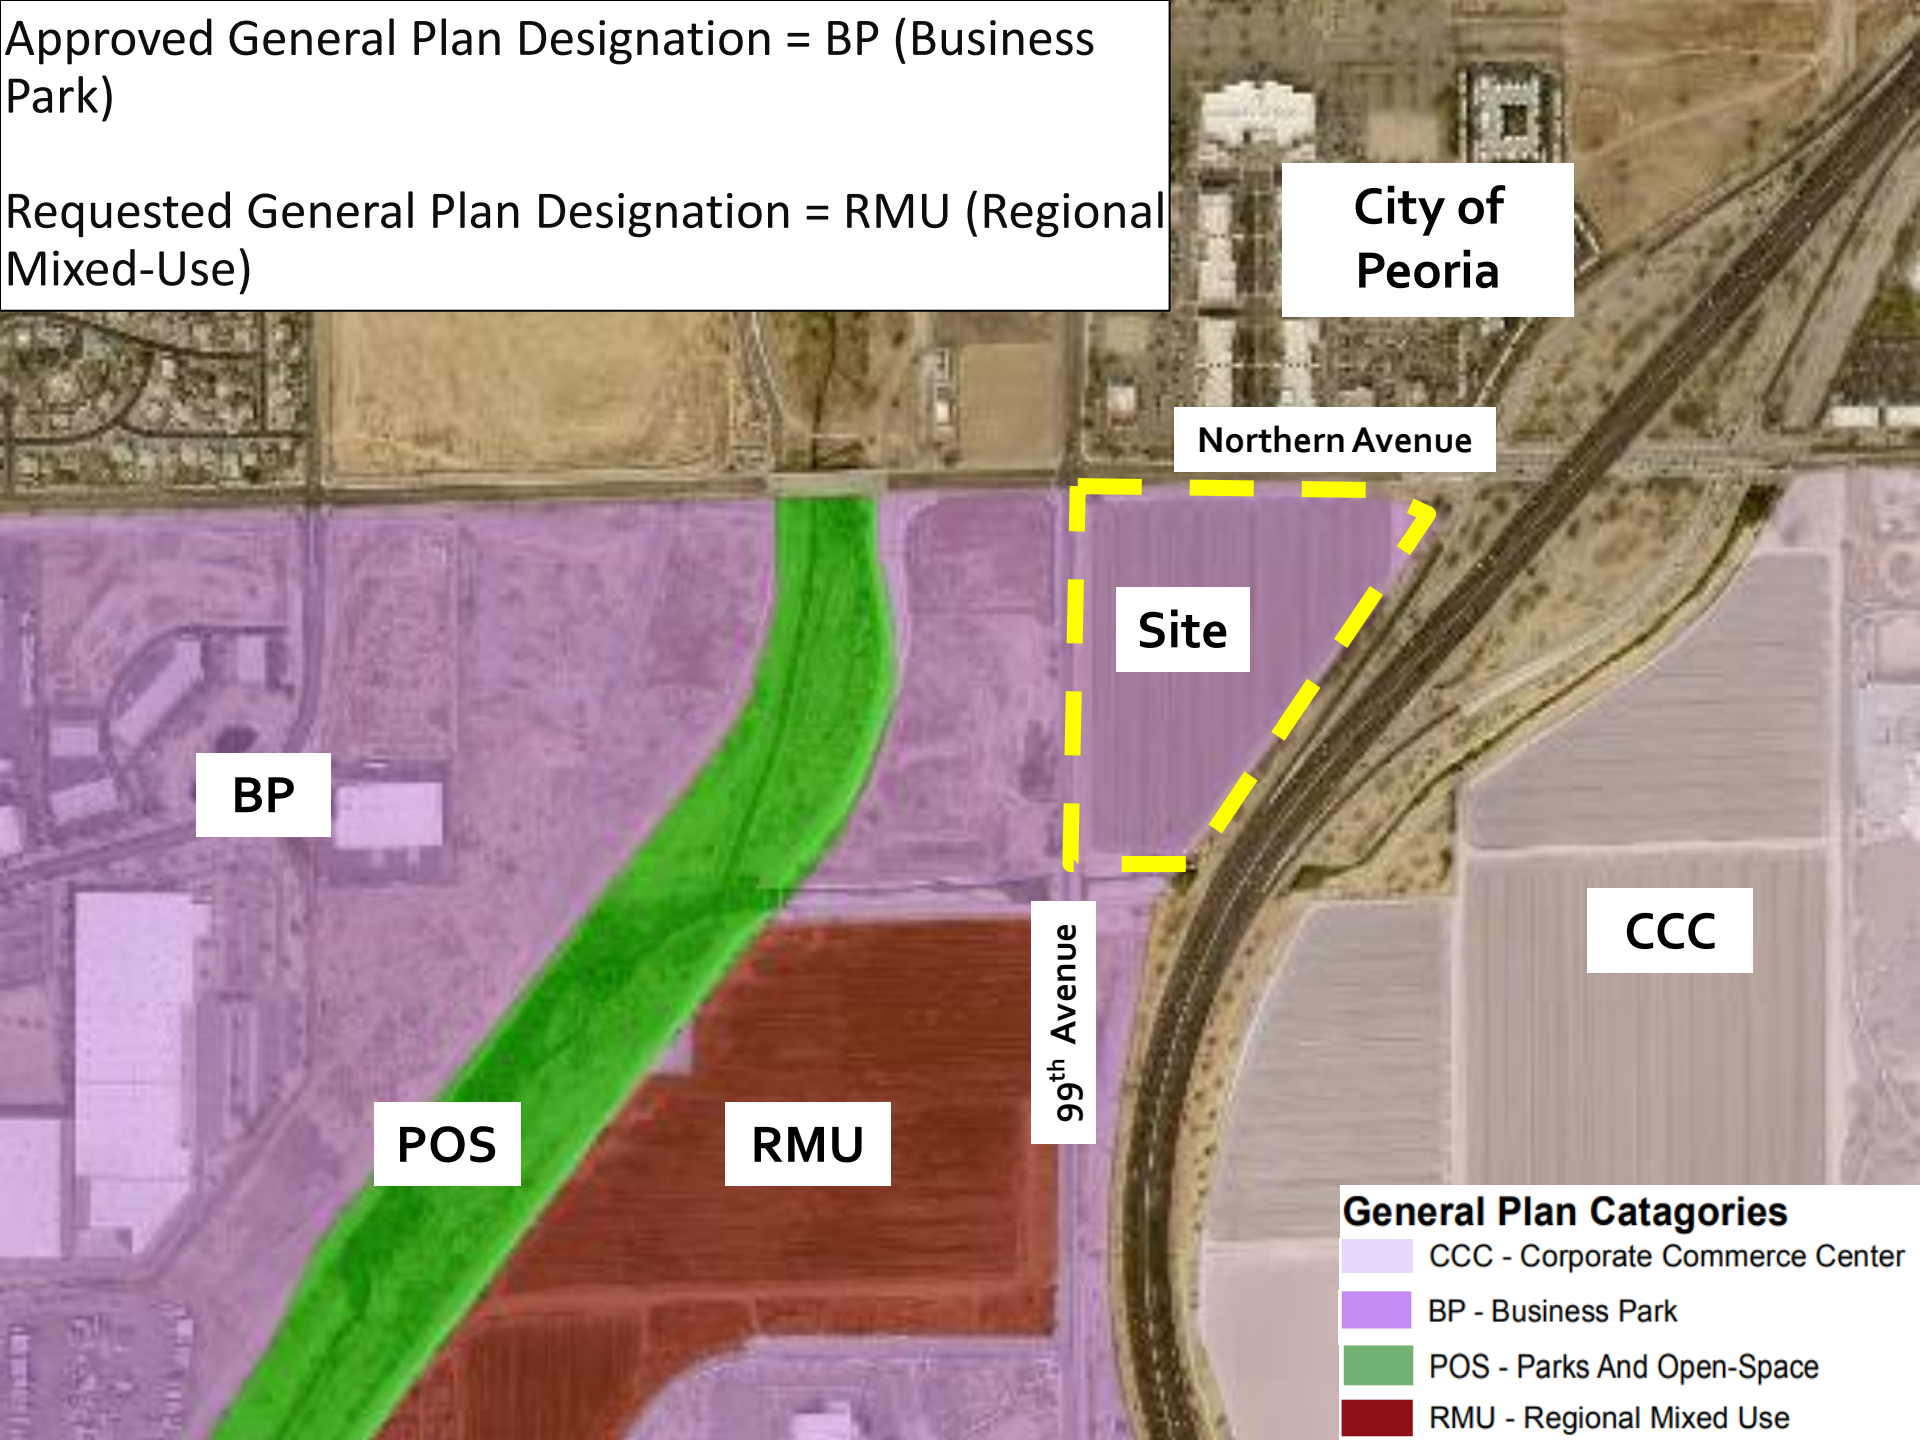 Approved General Plan Designation = BP (Business
Park)
Requested General Plan Designation = RMU (Regional
Mixed-Use)
City of
Peoria
Northern Avenue
Site
BP
CCC
99th Avenue
POS
RMU
General Plan Catagories
CCC - Corporate Commerce Center
BP - Business Park
POS - Parks And Open-Space
RMU - Regional Mixed Use